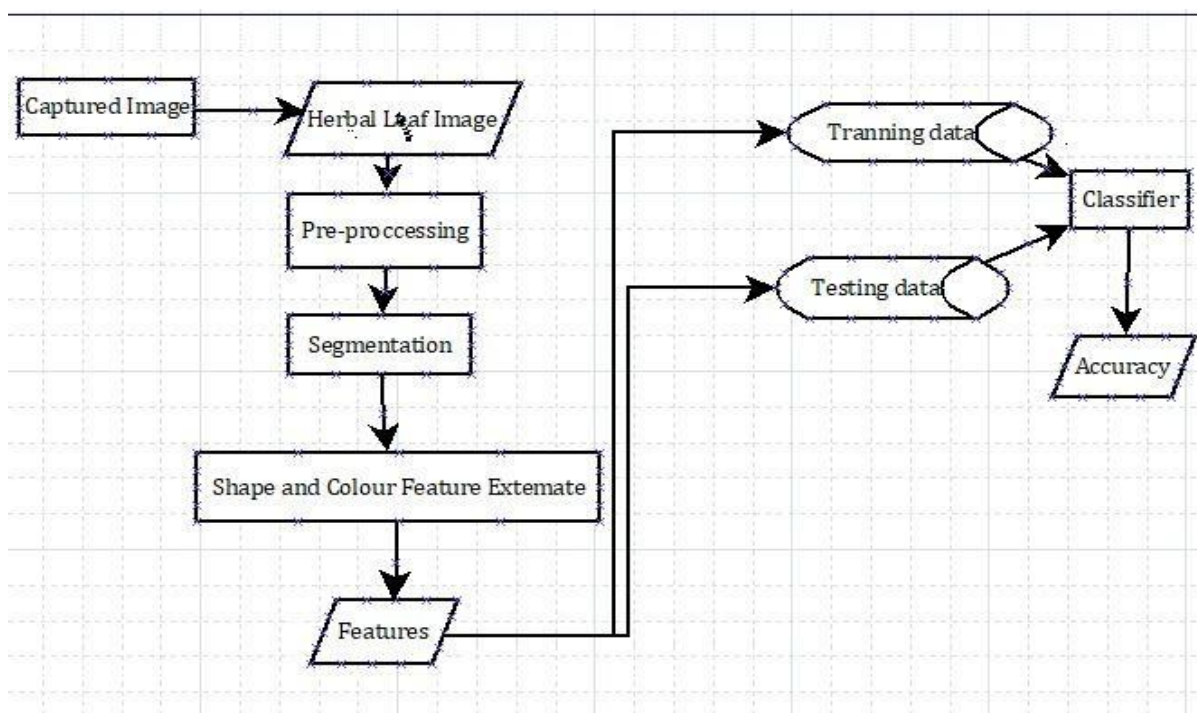 Captured Image
Herbal Leaf Image
Pre-proccessing
Segmentation
Shape and Colour Feature Extemate
Features
Tranning data
Testing data
Classifier
Accuracy